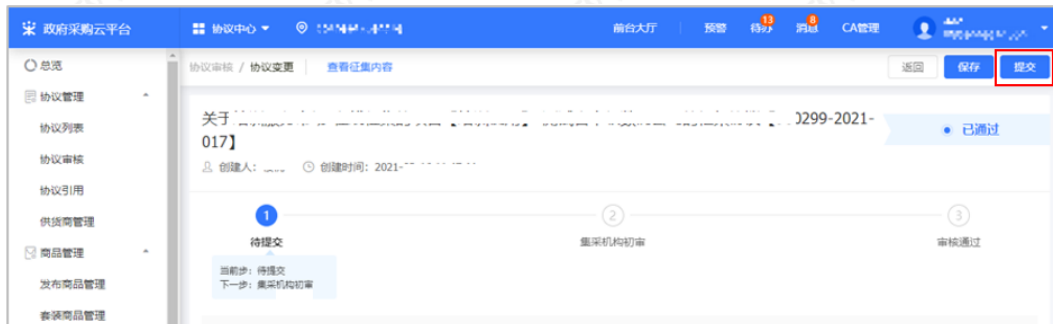 政府采购云平台 协议中心 前台大厅 预警 待办 13 消息 8 CA管理
总览
协议审核 / 协议变更 查看征集内容 返回 保存 提交
协议管理
协议列表
协议审核
协议引用
供货商管理
商品管理
发布商品管理
套装商品管理
关于 0299-2021-
017】
已通过
创建人: 创建时间: 2021-
1 2 3
待提交 集采机构初审 审核通过
当前步: 待提交
下一步: 集采机构初审